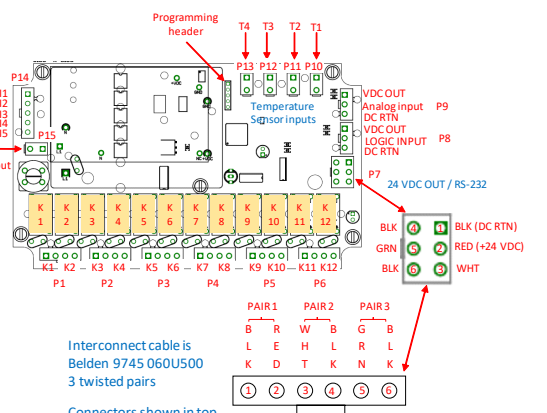 Programming
header
T4 T3 T2 T1
P13 P12 P11 P10
P14
Temperature
Sensor inputs
VDC OUT
Analog input P9
DC RTN
VDC OUT
LOGIC INPUT P8
DC RTN
P15
P7
24 VDC OUT / RS-232
K K K K K K K K K K K K
1 2 3 4 5 6 7 8 9 10 11 12
K1 K2 K3 K4 K5 K6 K7 K8 K9 K10 K11 K12
P1 P2 P3 P4 P5 P6
BLK 4 1 BLK (DC RTN)
GRN 5 2 RED (+24 VDC)
BLK 6 3 WHT
PAIR 1 PAIR 2 PAIR 3
B R W B G B
L E H L R L
K D T K N K
1 2 3 4 5 6
Interconnect cable is
Belden 9745 060U500
3 twisted pairs
Connectors shown in top